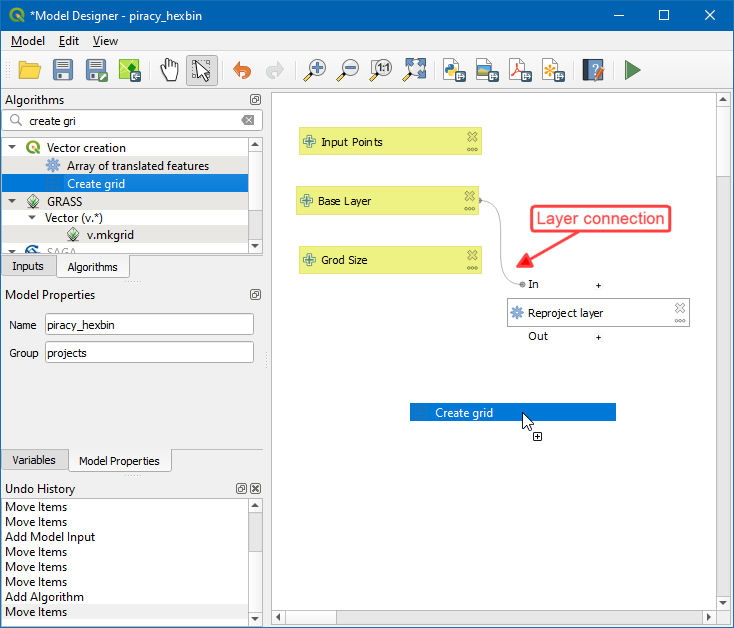 *Model Designer - piracy_hexbin
Model Edit View
1:1
Algorithms
create gri
Vector creation
Array of translated features
Create grid
GRASS
Vector (v.*)
v.mkgrid
SAGA
Inputs Algorithms
Model Properties
Name piracy_hexbin
Group projects
Variables Model Properties
Undo History
Move Items
Move Items
Add Model Input
Move Items
Move Items
Move Items
Add Algorithm
Move Items
Input Points
Base Layer
Layer connection
Grod Size
In +
Reproject layer
Out +
Create grid